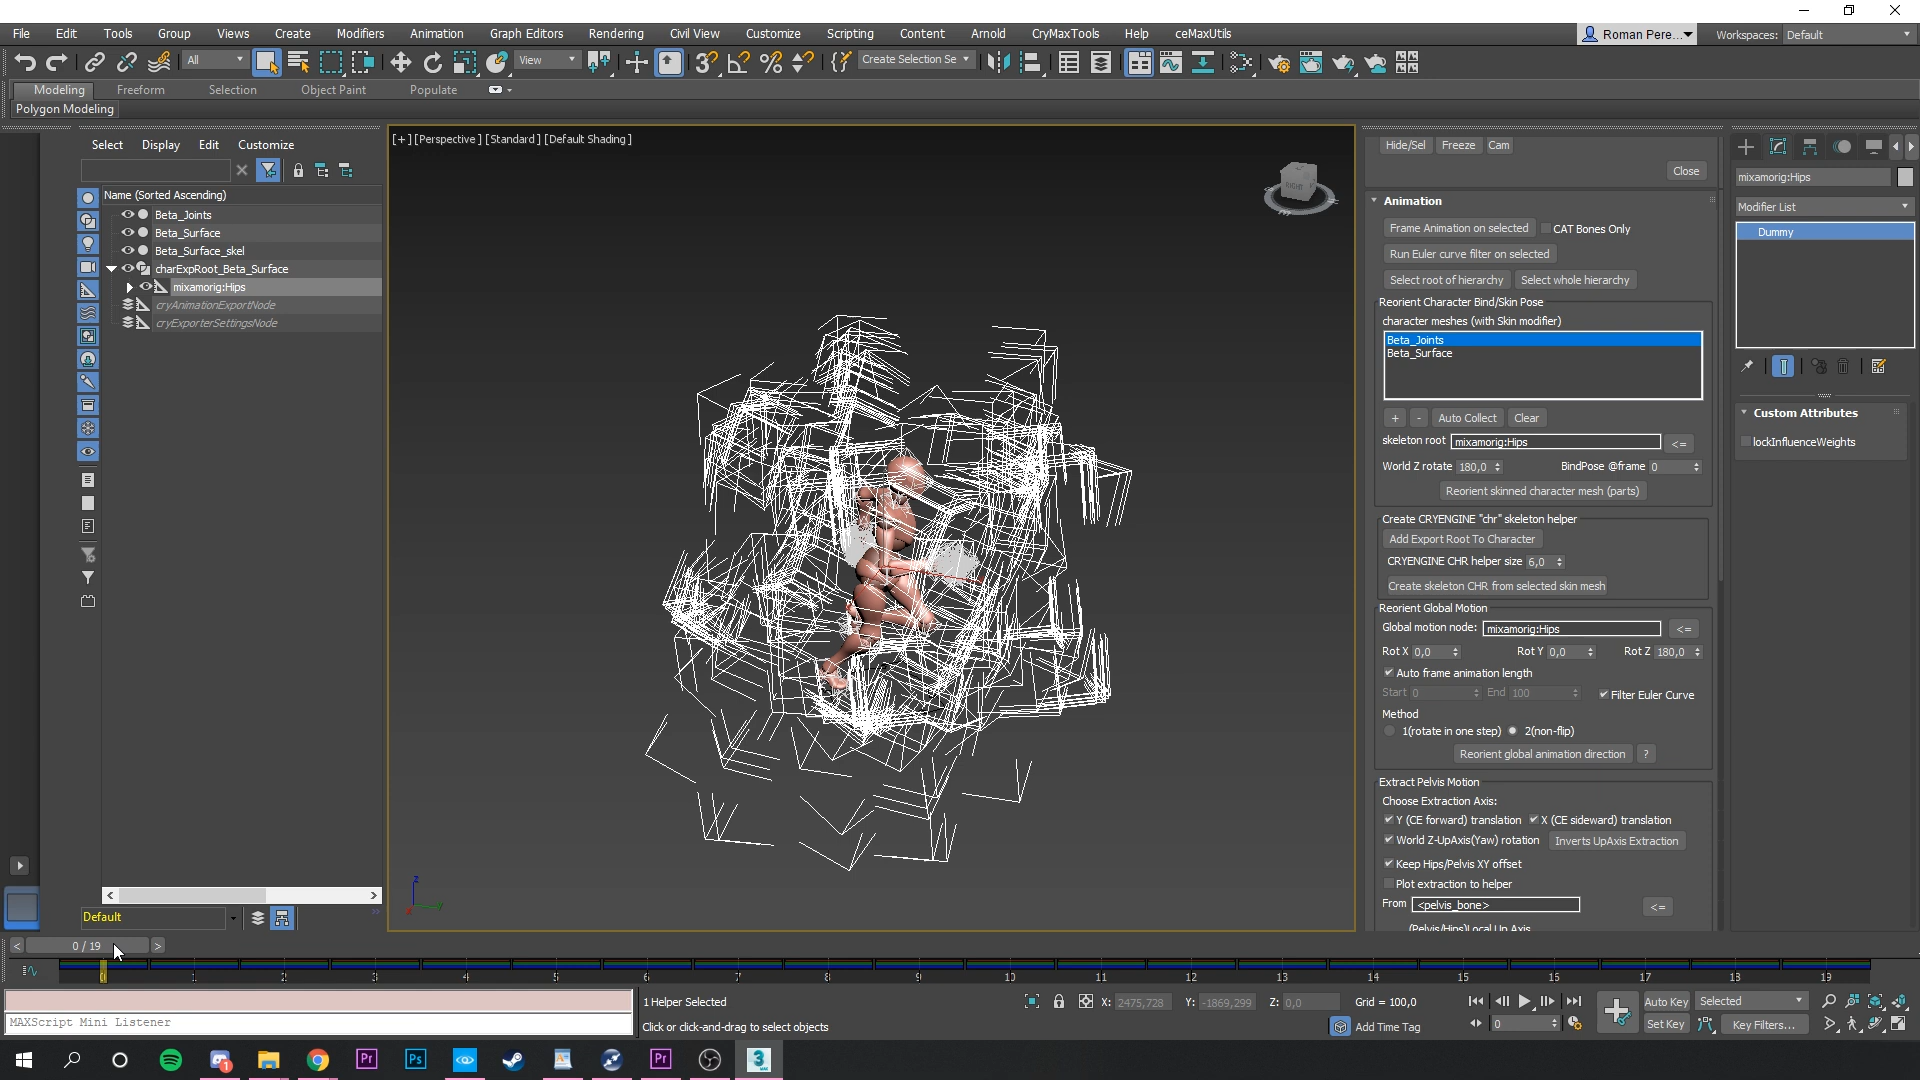 File Edit Tools Group Views Create Modifiers Animation Graph Editors Rendering Civil View Customize Scripting Content Arnold CryMaxTools Help ceMaxUtils
Roman Pere... Workspaces: Default
All View Create Selection Se
Modeling Freeform Selection Object Paint Populate
Polygon Modeling
Select Display Edit Customize
Name (Sorted Ascending)
Beta_Joints
Beta_Surface
Beta_Surface_skel
charExpRoot_Beta_Surface
mixamorig:Hips
cryAnimationExportNode
cryExporterSettingsNode
Default
[+] [Perspective] [Standard] [Default Shading]
RIGHT
z
x
y
Hide/Sel Freeze Cam
Close
Animation
Frame Animation on selected CAT Bones Only
Run Euler curve filter on selected
Select root of hierarchy Select whole hierarchy
Reorient Character Bind/Skin Pose
character meshes (with Skin modifier)
Beta_Joints
Beta_Surface
+ - Auto Collect Clear
skeleton root mixamorig:Hips <=
World Z rotate 180,0 BindPose @frame 0
Reorient skinned character mesh (parts)
Create CRYENGINE "chr" skeleton helper
Add Export Root To Character
CRYENGINE CHR helper size 6,0
Create skeleton CHR from selected skin mesh
Reorient Global Motion
Global motion node: mixamorig:Hips <=
Rot X 0,0 Rot Y 0,0 Rot Z 180,0
Auto frame animation length
Start 0 End 100 Filter Euler Curve
Method
1(rotate in one step) 2(non-flip)
Reorient global animation direction ?
Extract Pelvis Motion
Choose Extraction Axis:
Y (CE forward) translation X (CE sideward) translation
World Z-UpAxis(Yaw) rotation Inverts UpAxis Extraction
Keep Hips/Pelvis XY offset
Plot extraction to helper
From <pelvis_bone> <=
(Pelvis/Hips)Local Up Axis
mixamorig:Hips
Modifier List
Dummy
Custom Attributes
lockInfluenceWeights
< 0 / 19 >
0 1 2 3 4 5 6 7 8 9 10 11 12 13 14 15 15 17 18 19
1 Helper Selected
X: 2475,728 Y: -1869,299 Z: 0,0 Grid = 100,0
Auto Key Selected
MAXScript Mini Listener
Click or click-and-drag to select objects
Add Time Tag
0
Set Key Key Filters...
1 Pr Ps Pr 3 MAX